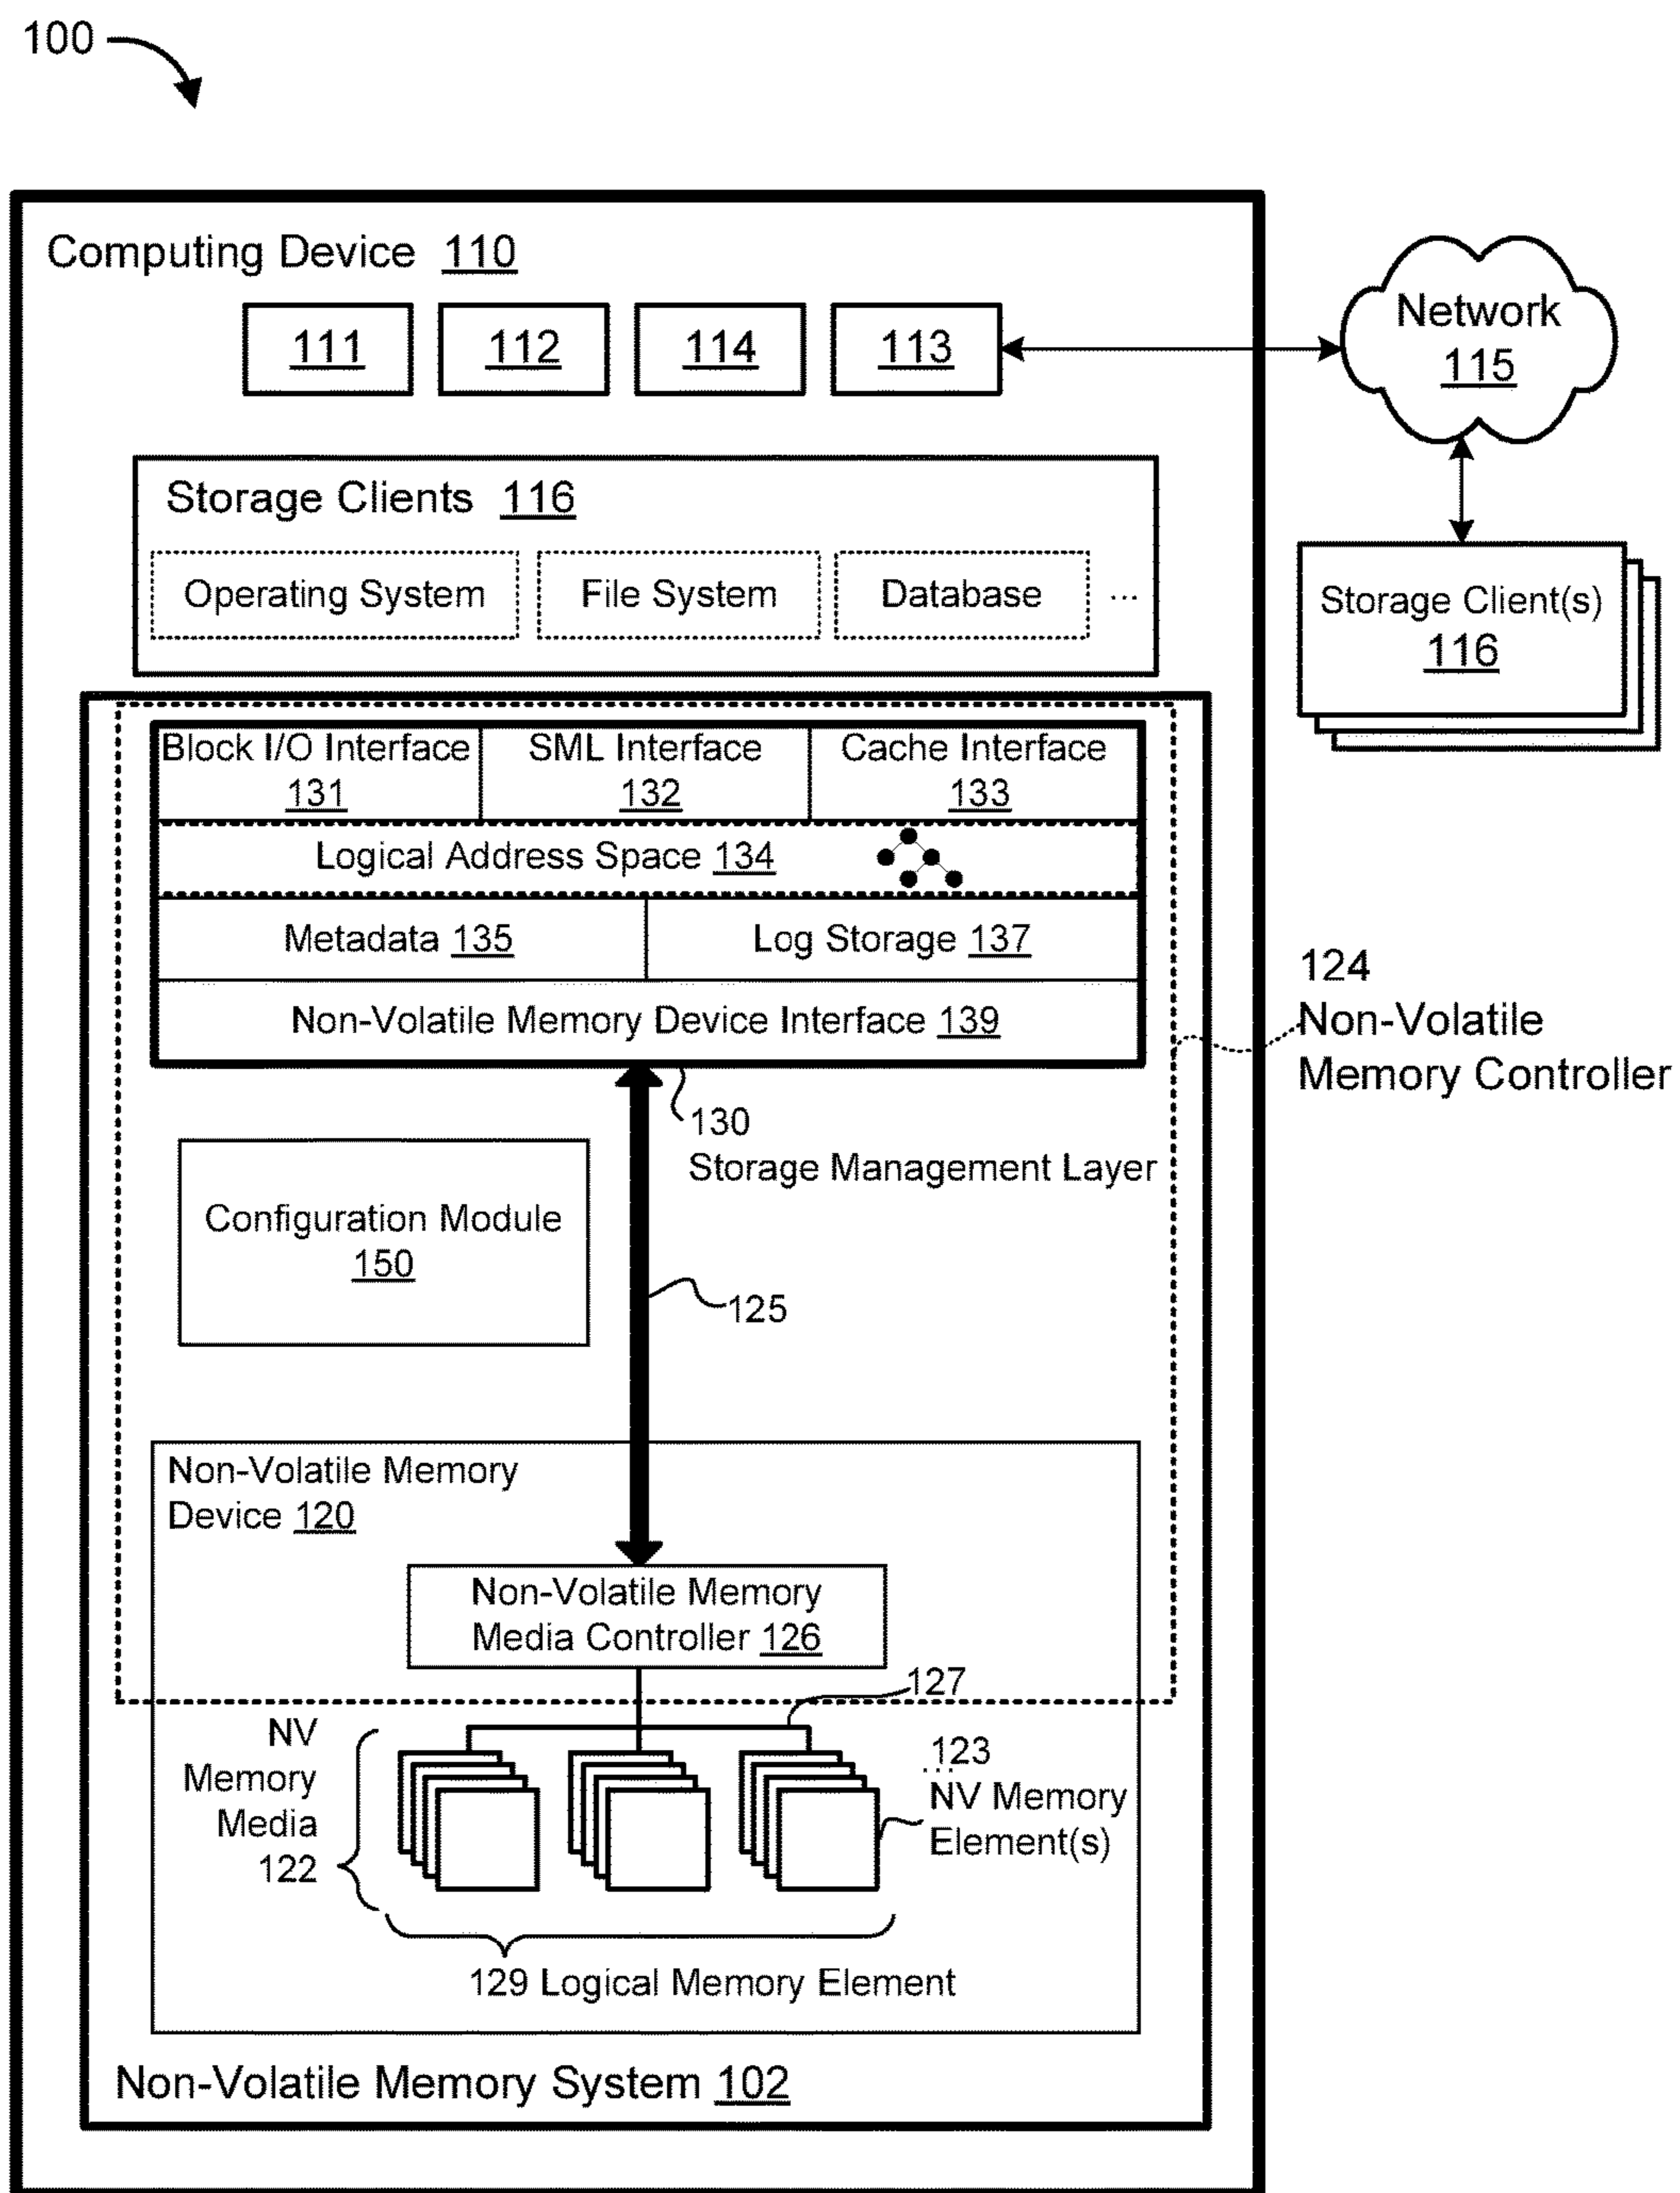 100
Computing Device 110
111 112 114 113
Network
115
Storage Clients 116
Operating System File System Database ...
Storage Client(s)
116
Block I/O Interface
131
SML Interface
132
Cache Interface
133
Logical Address Space 134
Metadata 135 Log Storage 137
Non-Volatile Memory Device Interface 139
124
Non-Volatile
Memory Controller
130
Storage Management Layer
Configuration Module
150
125
Non-Volatile Memory
Device 120
Non-Volatile Memory
Media Controller 126
127
NV
Memory
Media
122
...
123
NV Memory
Element(s)
129 Logical Memory Element
Non-Volatile Memory System 102